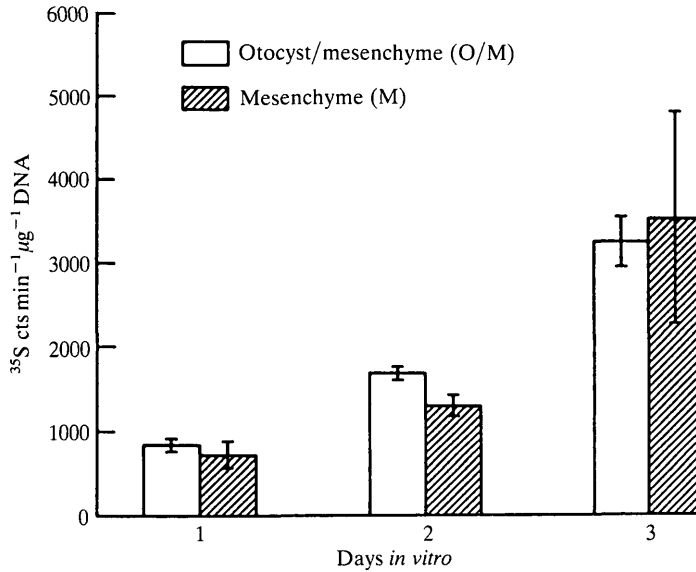 6000
5000
4000
3000
2000
1000
0
³⁵S cts min⁻¹ μg⁻¹ DNA
Otocyst/mesenchyme (O/M)
Mesenchyme (M)
1
2
3
Days in vitro